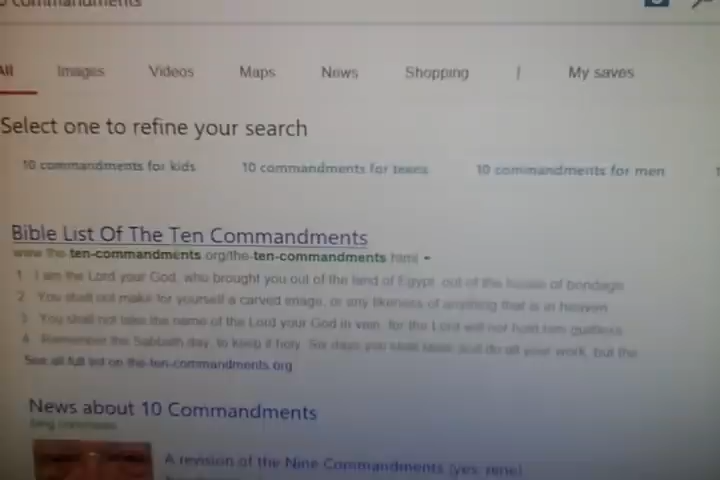 commandments
All Images Videos Maps News Shopping | My saves
Select one to refine your search
10 commandments for kids 10 commandments for teens 10 commandments for men
Bible List Of The Ten Commandments
www.the-ten-commandments.org/the-ten-commandments.html
1 I am the Lord your God, who brought you out of the land of Egypt, out of the house of bondage
2 You shall not make for yourself a carved image, or any likeness of anything that is in heaven
3 You shall not take the name of the Lord your God in vain, for the Lord will not hold him guiltless
4 Remember the Sabbath day, to keep it holy. Six days you shall labor and do all your work, but the
See all full list on the-ten-commandments.org
News about 10 Commandments
bing.com/news
A revision of the Nine Commandments (yes, nine)